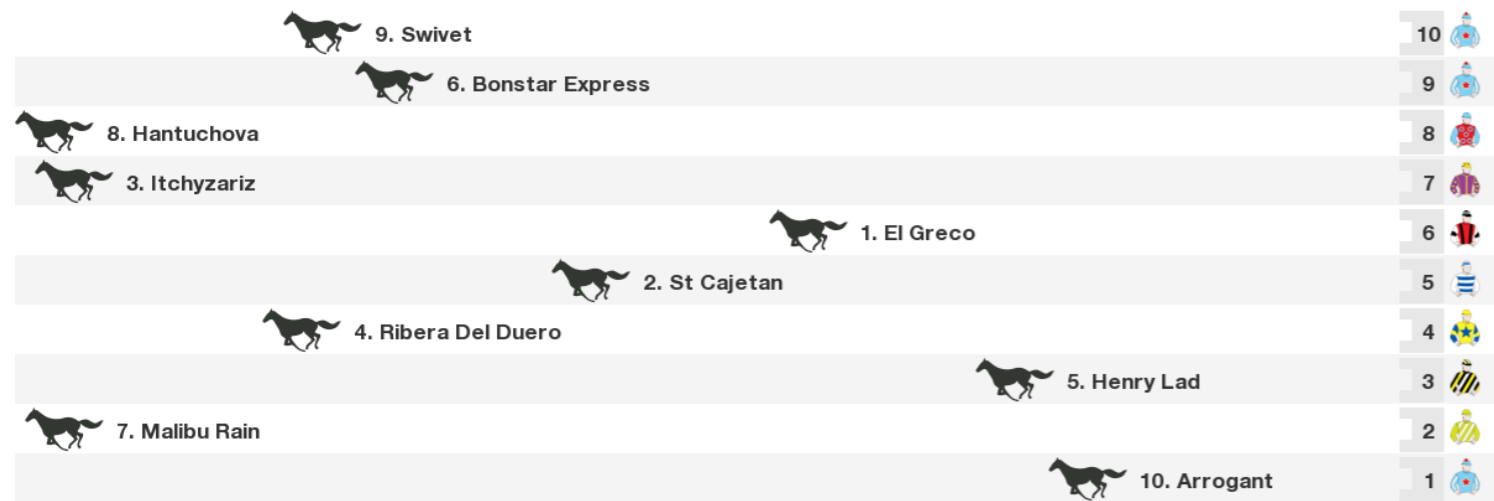 9. Swivet 10
6. Bonstar Express 9
8. Hantuchova 8
3. Itchyzariz 7
1. El Greco 6
2. St Cajetan 5
4. Ribera Del Duero 4
5. Henry Lad 3
7. Malibu Rain 2
10. Arrogant 1